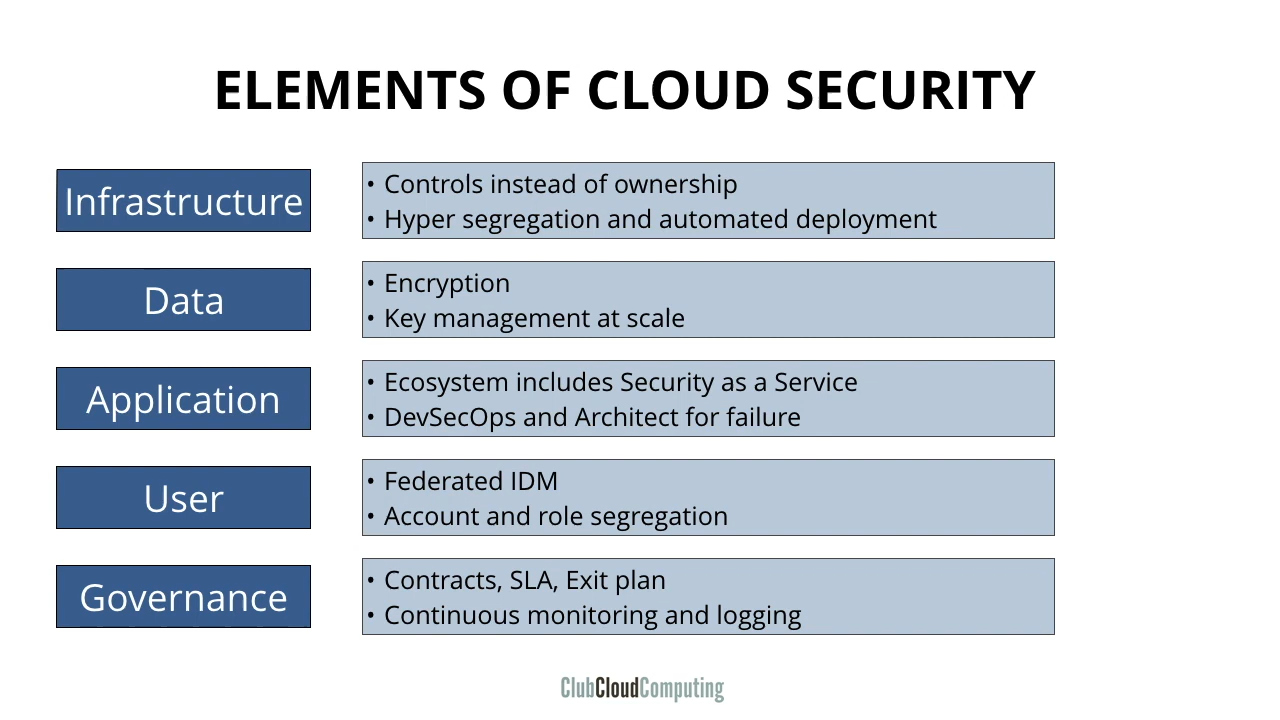 ELEMENTS OF CLOUD SECURITY
Infrastructure
• Controls instead of ownership
• Hyper segregation and automated deployment
Data
• Encryption
• Key management at scale
Application
• Ecosystem includes Security as a Service
• DevSecOps and Architect for failure
User
• Federated IDM
• Account and role segregation
Governance
• Contracts, SLA, Exit plan
• Continuous monitoring and logging
ClubCloudComputing